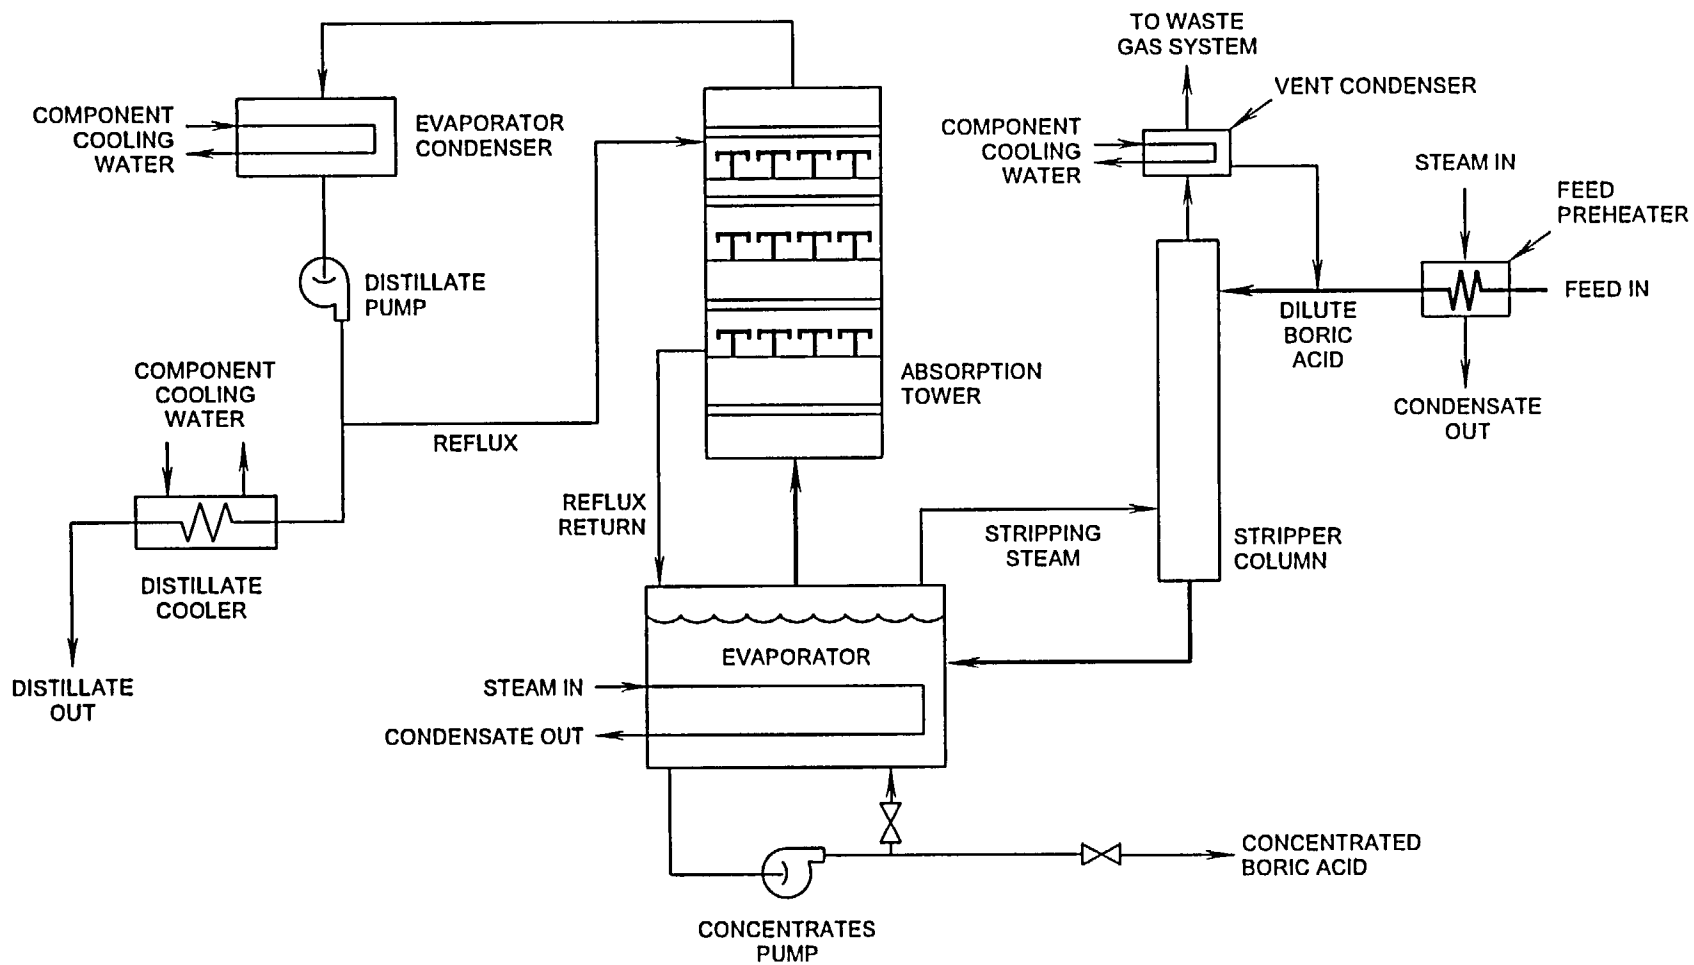 TO WASTE
GAS SYSTEM
VENT CONDENSER
COMPONENT
COOLING
WATER
EVAPORATOR
CONDENSER
COMPONENT
COOLING
WATER
STEAM IN
FEED
PREHEATER
DISTILLATE
PUMP
FEED IN
DILUTE
BORIC
ACID
COMPONENT
COOLING
WATER
ABSORPTION
TOWER
CONDENSATE
OUT
REFLUX
REFLUX
RETURN
STRIPPING
STEAM
STRIPPER
COLUMN
DISTILLATE
COOLER
EVAPORATOR
DISTILLATE
OUT
STEAM IN
CONDENSATE OUT
CONCENTRATED
BORIC ACID
CONCENTRATES
PUMP